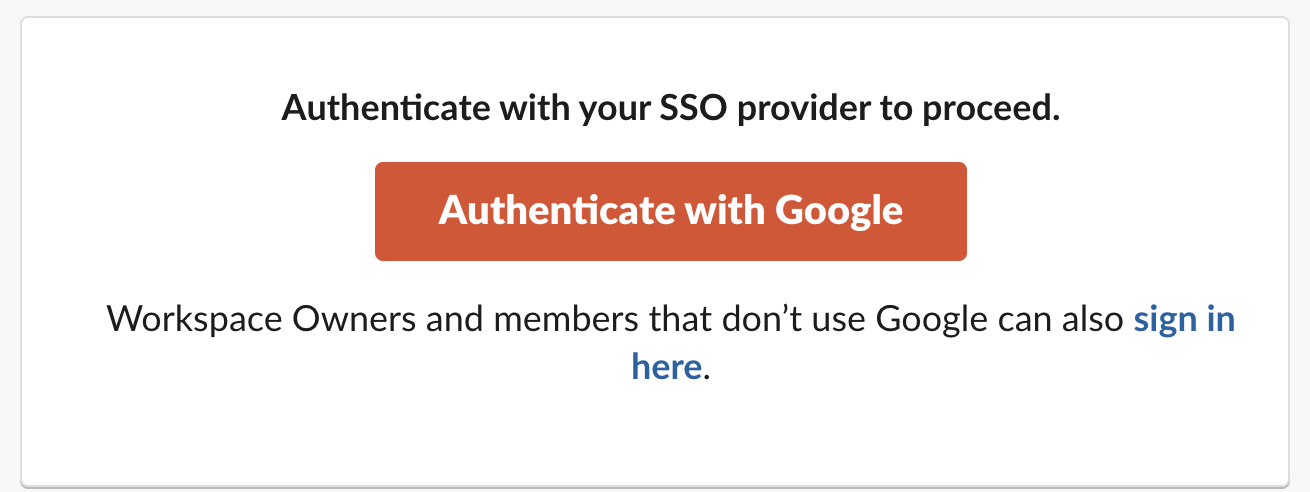 Authenticate with your SSO provider to proceed.
Authenticate with Google
Workspace Owners and members that don’t use Google can also sign in
here.